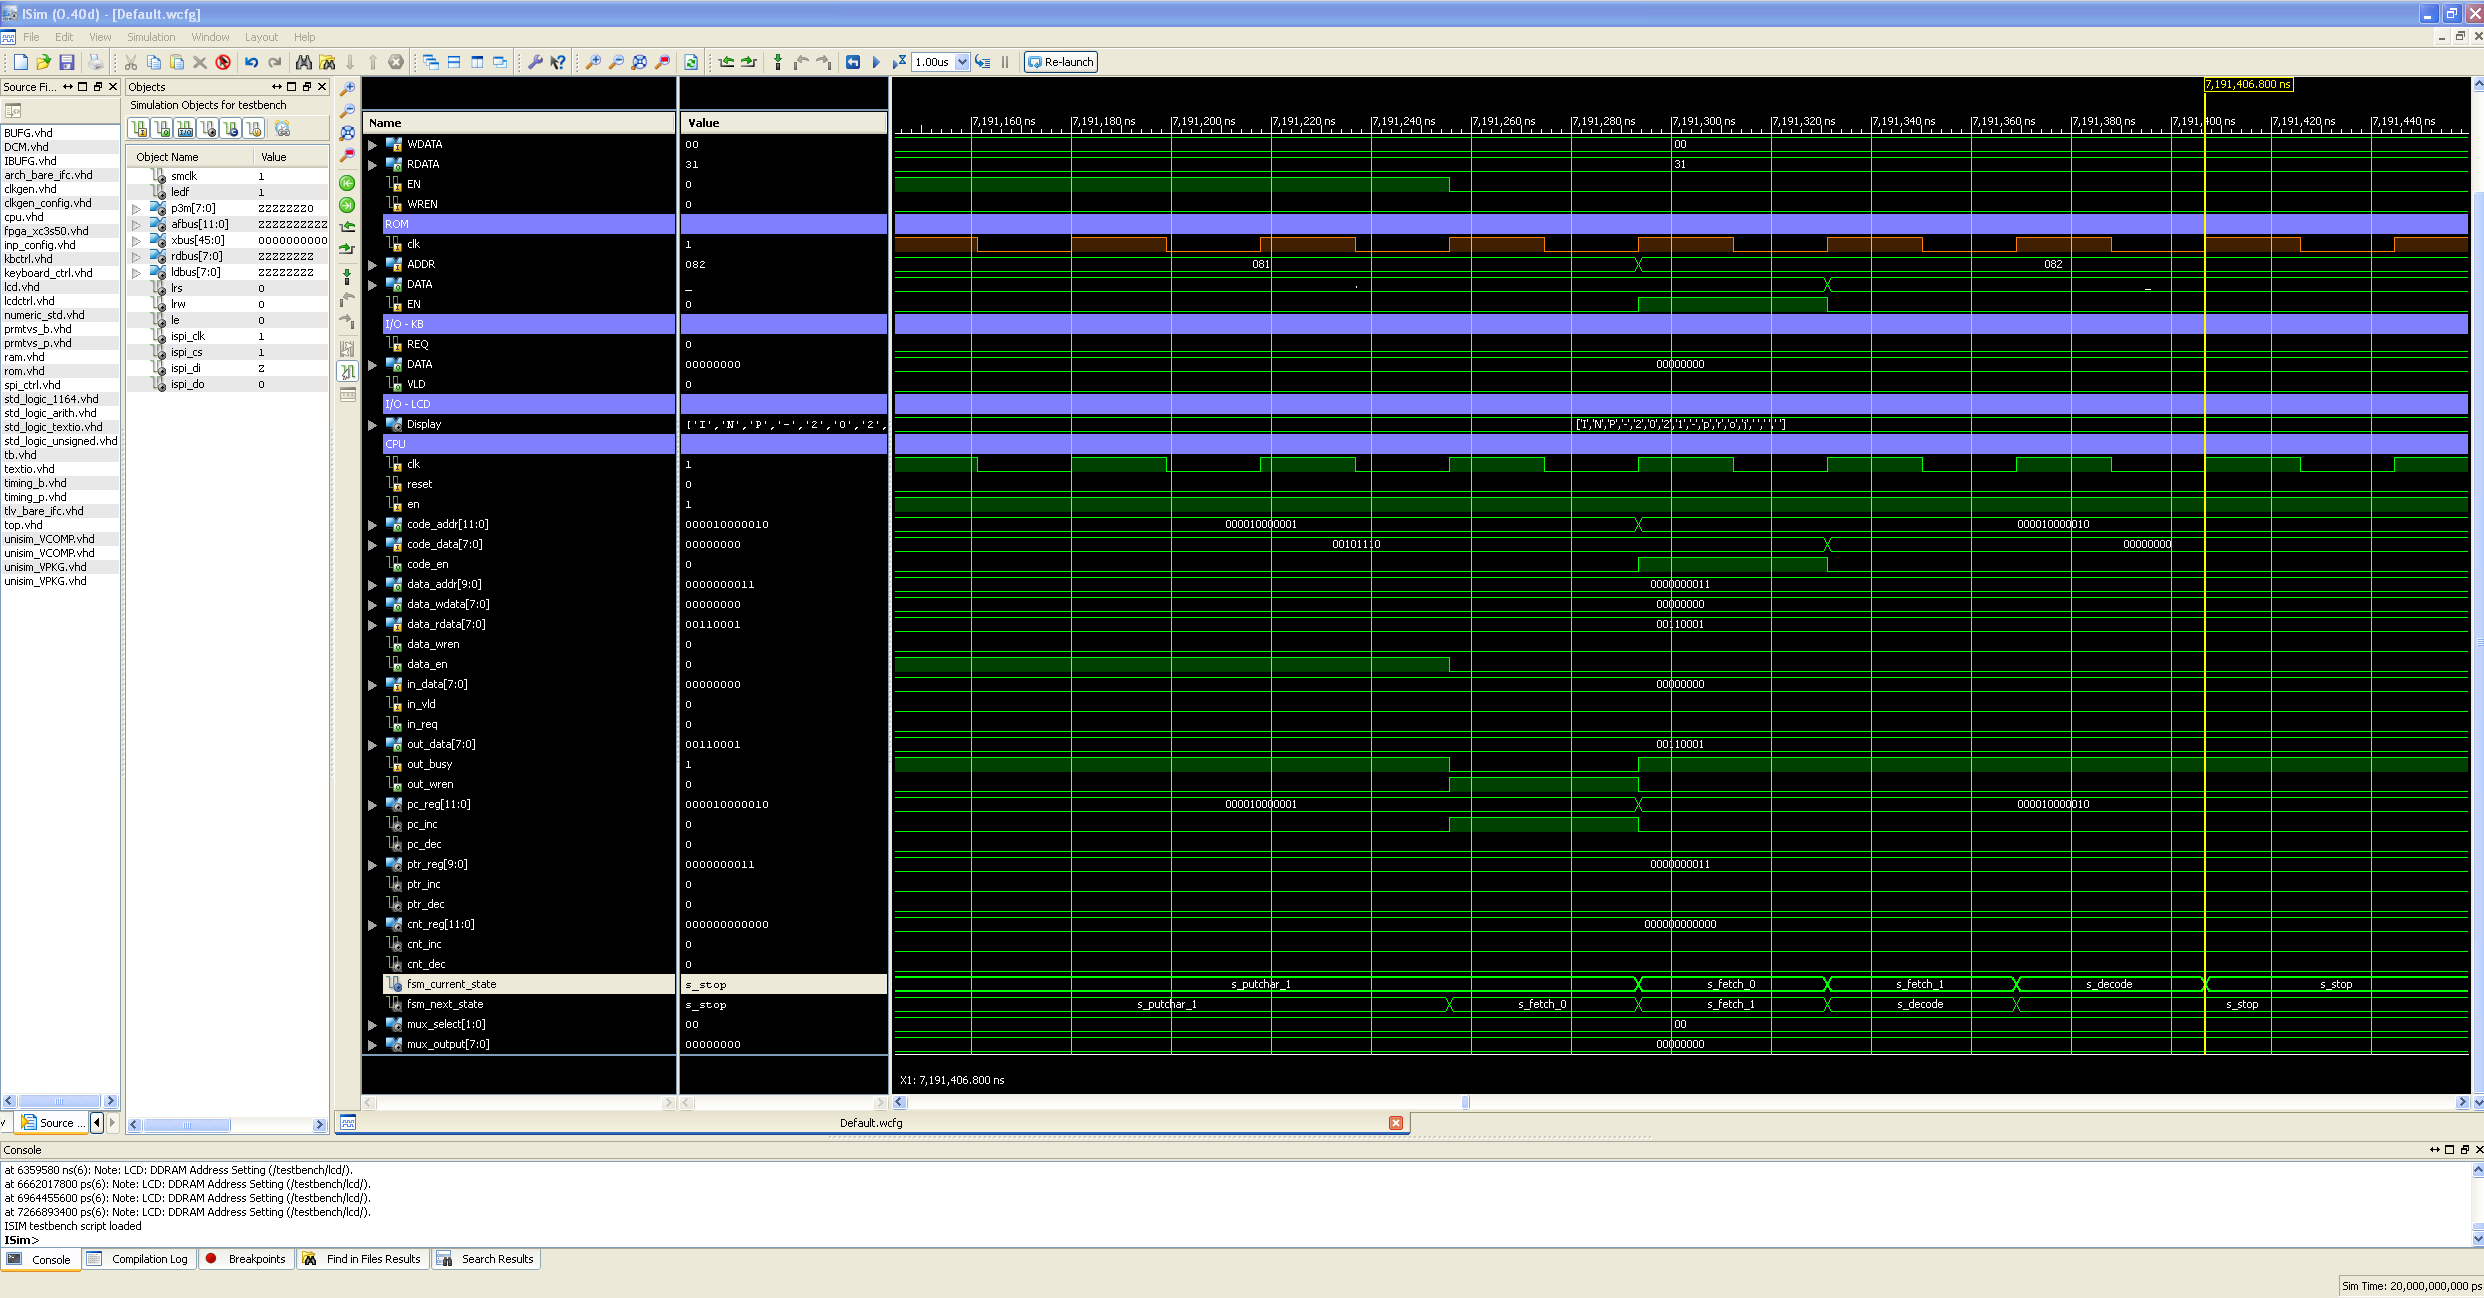 ISim (O.40d) - [Default.wcfg]
File Edit View Simulation Window Layout Help
1.00us
Re-launch
Source Fi...
BUFG.vhd
DCM.vhd
IBUFG.vhd
arch_bare_ifc.vhd
clkgen.vhd
clkgen_config.vhd
cpu.vhd
fpga_xc3s50.vhd
inp_config.vhd
kbctrl.vhd
keyboard_ctrl.vhd
lcd.vhd
lcdctrl.vhd
numeric_std.vhd
prmtvs_b.vhd
prmtvs_p.vhd
ram.vhd
rom.vhd
spi_ctrl.vhd
std_logic_1164.vhd
std_logic_arith.vhd
std_logic_textio.vhd
std_logic_unsigned.vhd
tb.vhd
textio.vhd
timing_b.vhd
timing_p.vhd
tlv_bare_ifc.vhd
top.vhd
unisim_VCOMP.vhd
unisim_VCOMP.vhd
unisim_VPKG.vhd
unisim_VPKG.vhd
Source ...
Objects
Simulation Objects for testbench
Object Name Value
smclk 1
ledf 1
p3m[7:0] ZZZZZZZ0
afbus[11:0] ZZZZZZZZZZ
xbus[45:0] 0000000000
rdbus[7:0] ZZZZZZZZ
ldbus[7:0] ZZZZZZZZ
lrs 0
lrw 0
le 0
ispi_clk 1
ispi_cs 1
ispi_di Z
ispi_do 0
7,191,406.800 ns
Name Value
7,191,160 ns 7,191,180 ns 7,191,200 ns 7,191,220 ns 7,191,240 ns 7,191,260 ns 7,191,280 ns 7,191,300 ns 7,191,320 ns 7,191,340 ns 7,191,360 ns 7,191,380 ns 7,191,400 ns 7,191,420 ns 7,191,440 ns
WDATA 00 00
RDATA 31 31
EN 0
WREN 0
ROM
clk 1
ADDR 082 081 082
DATA _ . _
EN 0
I/O - KB
REQ 0
DATA 00000000 00000000
VLD 0
I/O - LCD
Display ['I','N','P','-','2','0','2', ['I','N','P','-','2','0','2','1','-','p','r','o','j',' ',' ',' ']
CPU
clk 1
reset 0
en 1
code_addr[11:0] 000010000010 000010000001 000010000010
code_data[7:0] 00000000 00101110 00000000
code_en 0
data_addr[9:0] 0000000011 0000000011
data_wdata[7:0] 00000000 00000000
data_rdata[7:0] 00110001 00110001
data_wren 0
data_en 0
in_data[7:0] 00000000 00000000
in_vld 0
in_req 0
out_data[7:0] 00110001 00110001
out_busy 1
out_wren 0
pc_reg[11:0] 000010000010 000010000001 000010000010
pc_inc 0
pc_dec 0
ptr_reg[9:0] 0000000011 0000000011
ptr_inc 0
ptr_dec 0
cnt_reg[11:0] 000000000000 000000000000
cnt_inc 0
cnt_dec 0
fsm_current_state s_stop s_putchar_1 s_fetch_0 s_fetch_1 s_decode s_stop
fsm_next_state s_stop s_putchar_1 s_fetch_0 s_fetch_1 s_decode s_stop
mux_select[1:0] 00 00
mux_output[7:0] 00000000 00000000
X1: 7,191,406.800 ns
Default.wcfg
Console
at 6359580 ns(6): Note: LCD: DDRAM Address Setting (/testbench/lcd/).
at 6662017800 ps(6): Note: LCD: DDRAM Address Setting (/testbench/lcd/).
at 6964455600 ps(6): Note: LCD: DDRAM Address Setting (/testbench/lcd/).
at 7266893400 ps(6): Note: LCD: DDRAM Address Setting (/testbench/lcd/).
ISIM testbench script loaded
ISim>
Console Compilation Log Breakpoints Find in Files Results Search Results
Sim Time: 20,000,000,000 ps